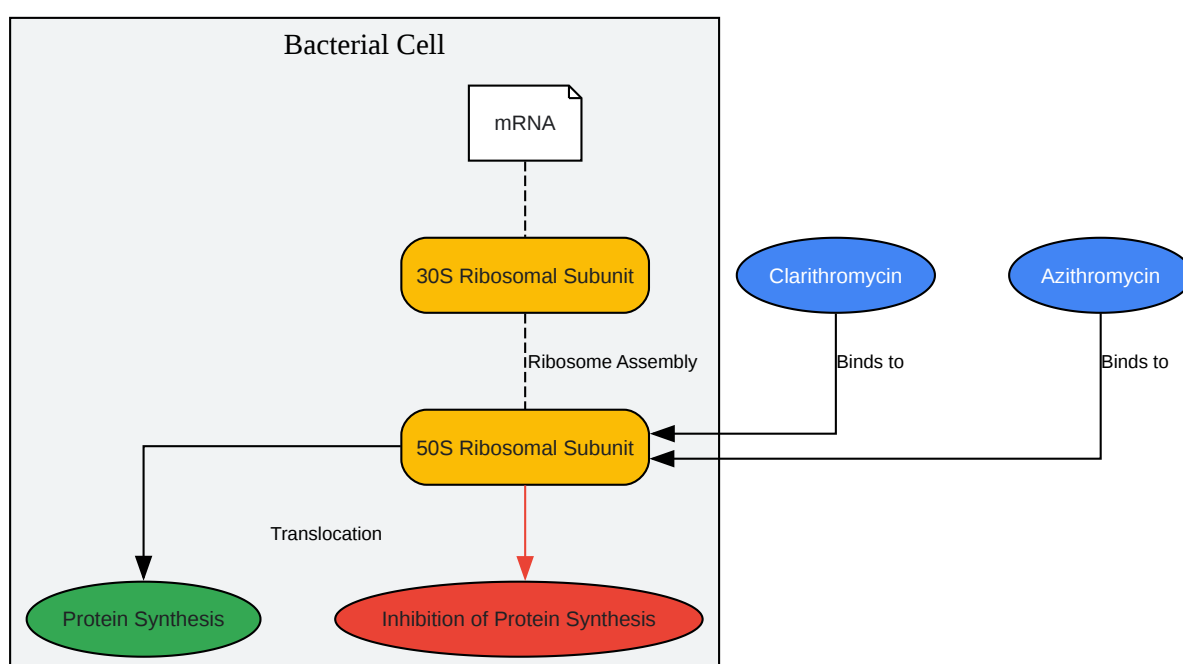 Bacterial Cell
mRNA
30S Ribosomal Subunit
Clarithromycin
Azithromycin
Ribosome Assembly
Binds to
Binds to
50S Ribosomal Subunit
Translocation
Protein Synthesis
Inhibition of Protein Synthesis